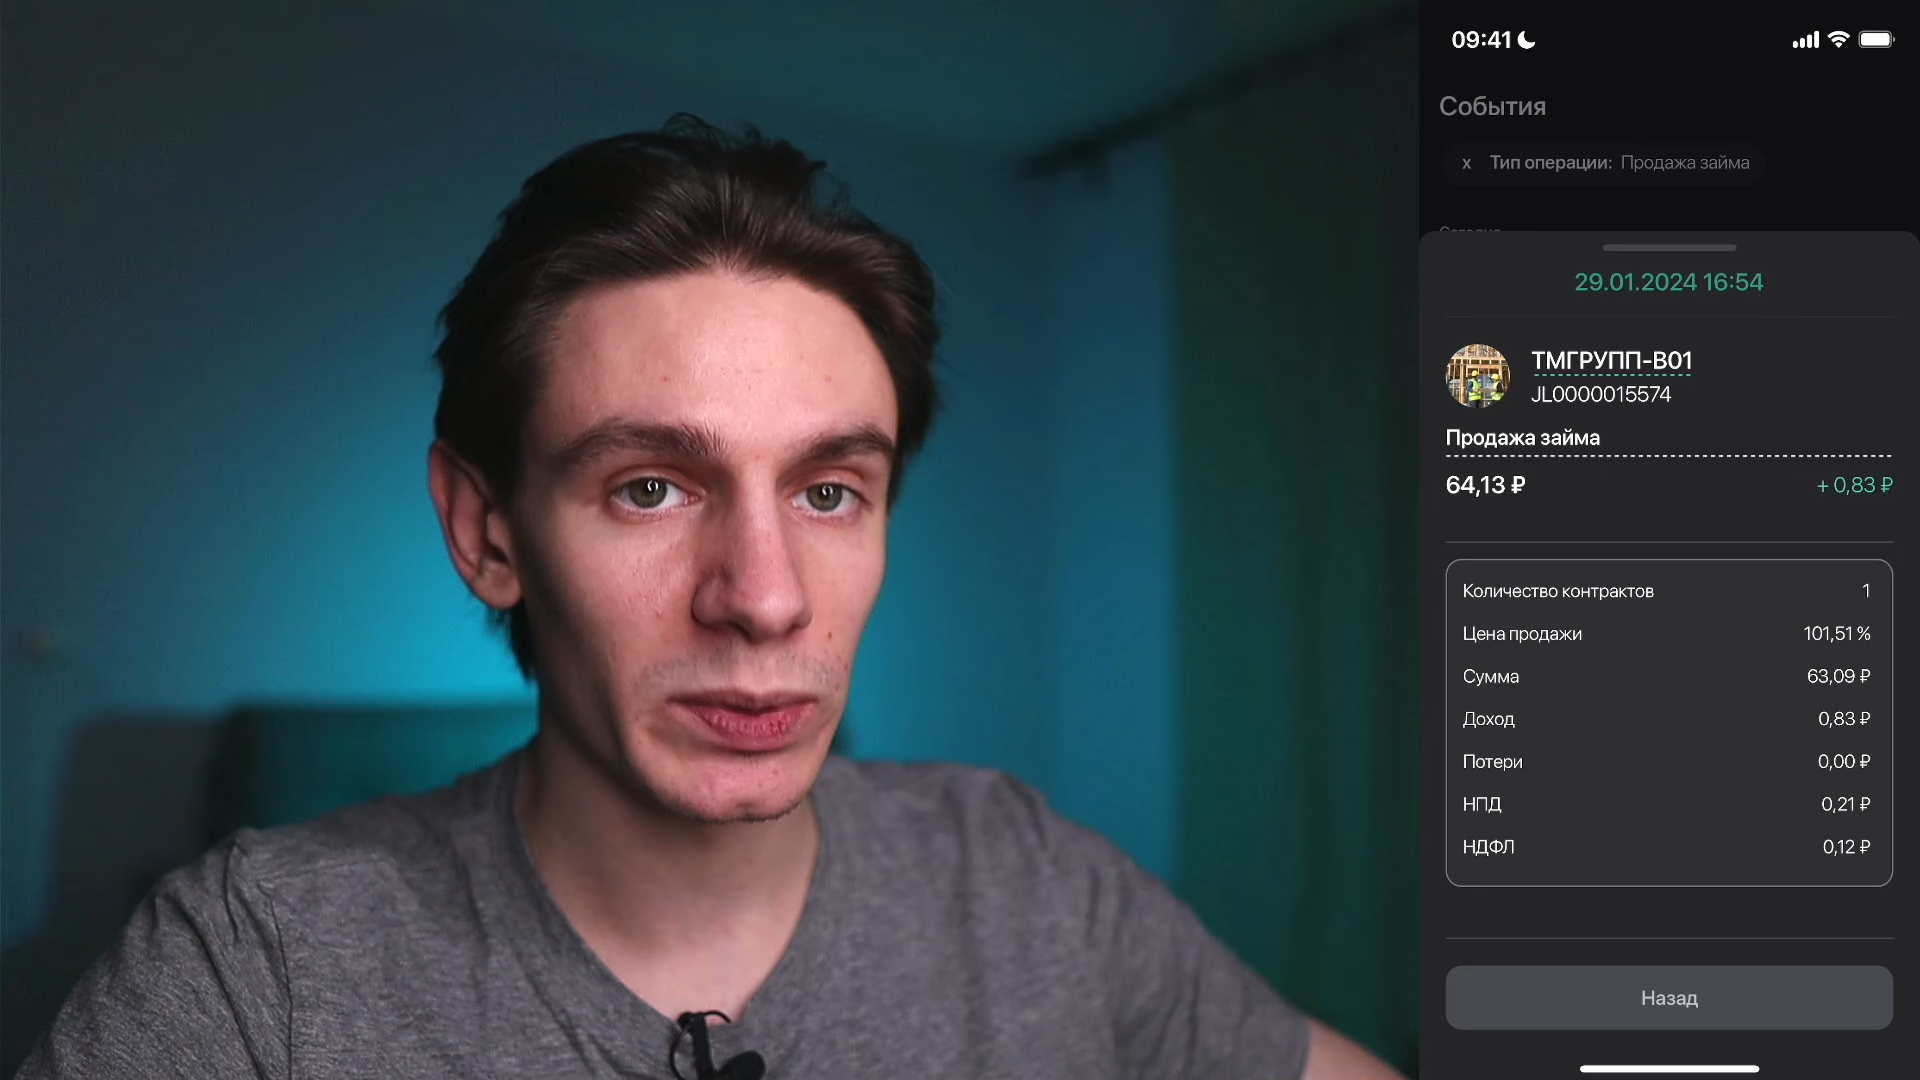 09:41
События
x Тип операции: Продажа займа
29.01.2024 16:54
ТМГРУПП-В01
JL0000015574
Продажа займа
64,13 ₽ + 0,83 ₽
Количество контрактов 1
Цена продажи 101,51 %
Сумма 63,09 ₽
Доход 0,83 ₽
Потери 0,00 ₽
НПД 0,21 ₽
НДФЛ 0,12 ₽
Назад